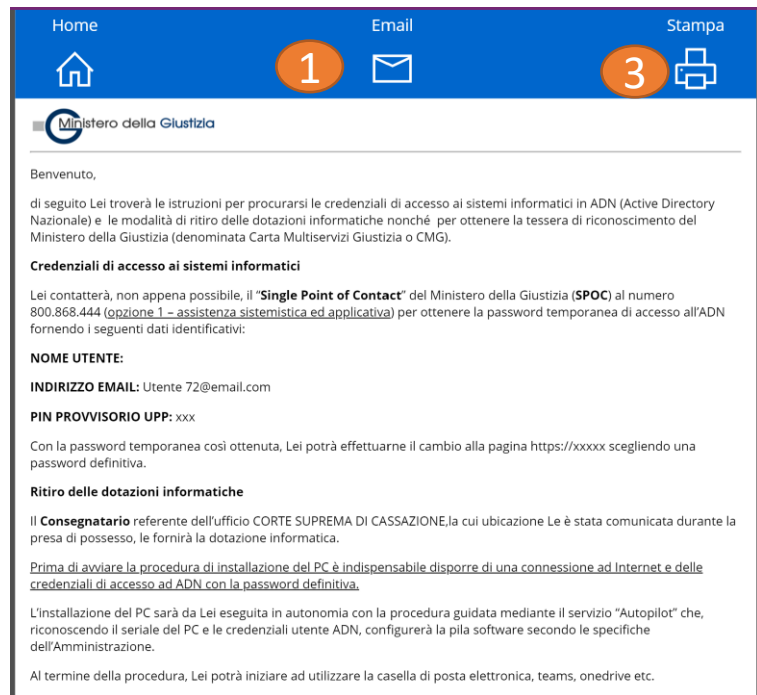 Home Email Stampa
1 3
Ministero della Giustizia
Benvenuto,
di seguito Lei troverà le istruzioni per procurarsi le credenziali di accesso ai sistemi informatici in ADN (Active Directory
Nazionale) e le modalità di ritiro delle dotazioni informatiche nonché per ottenere la tessera di riconoscimento del
Ministero della Giustizia (denominata Carta Multiservizi Giustizia o CMG).
Credenziali di accesso ai sistemi informatici
Lei contatterà, non appena possibile, il “Single Point of Contact” del Ministero della Giustizia (SPOC) al numero
800.868.444 (opzione 1 – assistenza sistemistica ed applicativa) per ottenere la password temporanea di accesso all’ADN
fornendo i seguenti dati identificativi:
NOME UTENTE:
INDIRIZZO EMAIL: Utente 72@email.com
PIN PROVVISORIO UPP: xxx
Con la password temporanea così ottenuta, Lei potrà effettuarne il cambio alla pagina https://xxxxx scegliendo una
password definitiva.
Ritiro delle dotazioni informatiche
Il Consegnatario referente dell’ufficio CORTE SUPREMA DI CASSAZIONE,la cui ubicazione Le è stata comunicata durante la
presa di possesso, le fornirà la dotazione informatica.
Prima di avviare la procedura di installazione del PC è indispensabile disporre di una connessione ad Internet e delle
credenziali di accesso ad ADN con la password definitiva.
L’installazione del PC sarà da Lei eseguita in autonomia con la procedura guidata mediante il servizio “Autopilot” che,
riconoscendo il seriale del PC e le credenziali utente ADN, configurerà la pila software secondo le specifiche
dell’Amministrazione.
Al termine della procedura, Lei potrà iniziare ad utilizzare la casella di posta elettronica, teams, onedrive etc.